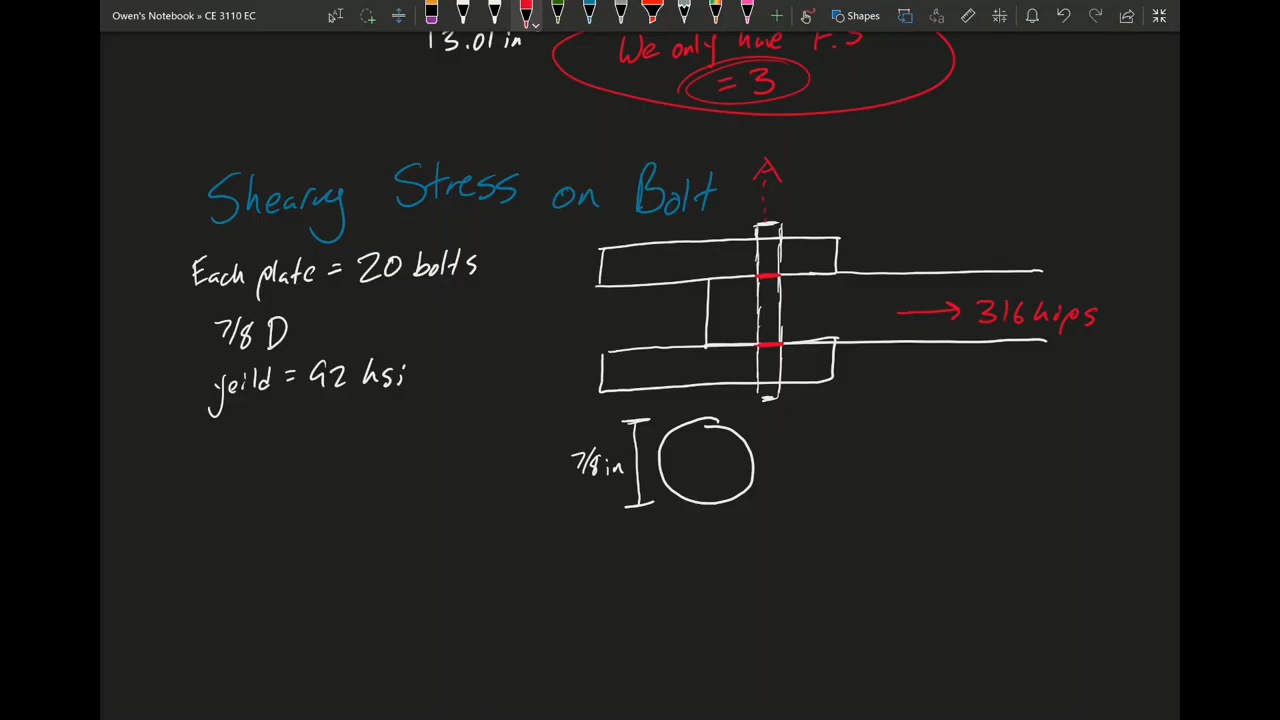 Owen's Notebook » CE 3110 EC
Shapes
13.01 in
We only have F.S
= 3
Shearing Stress on Bolt
A
Each plate = 20 bolts
7/8 D
yeild = 92 ksi
→ 316 kips
7/8 in